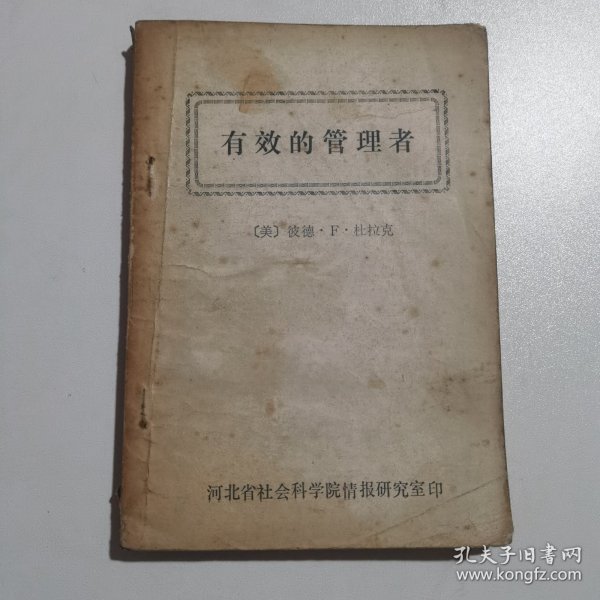 有效的管理者
〔美〕彼德·F·杜拉克
河北省社会科学院情报研究室印
孔夫子旧书网
www.kongfz.com